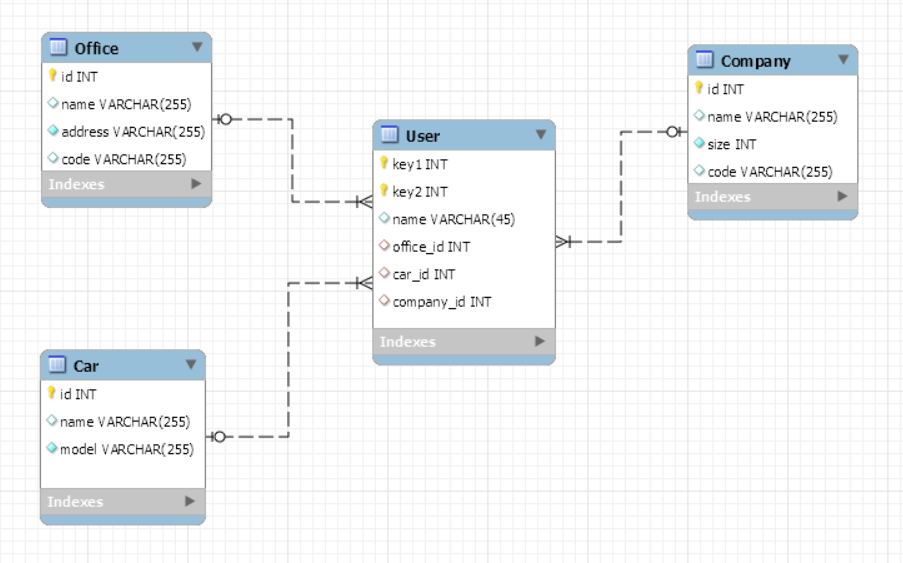 Office
id INT
name VARCHAR(255)
address VARCHAR(255)
code VARCHAR(255)
Indexes
User
key1 INT
key2 INT
name VARCHAR(45)
office_id INT
car_id INT
company_id INT
Indexes
Company
id INT
name VARCHAR(255)
size INT
code VARCHAR(255)
Indexes
Car
id INT
name VARCHAR(255)
model VARCHAR(255)
Indexes